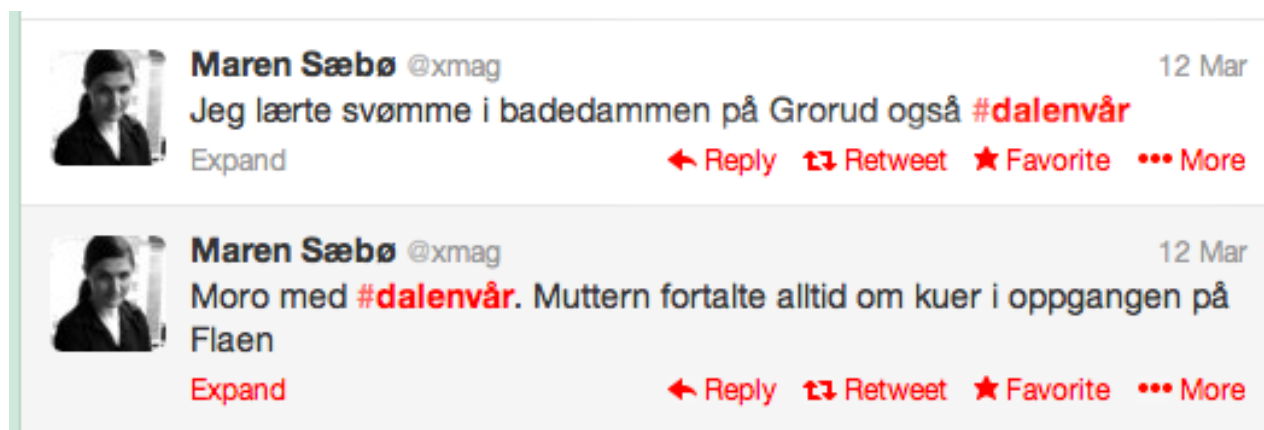 Maren Sæbø @xmag 12 Mar
Jeg lærte svømme i badedammen på Grorud også #dalenvår
Expand Reply Retweet Favorite More
Maren Sæbø @xmag 12 Mar
Moro med #dalenvår. Muttern fortalte alltid om kuer i oppgangen på
Flaen
Expand Reply Retweet Favorite More